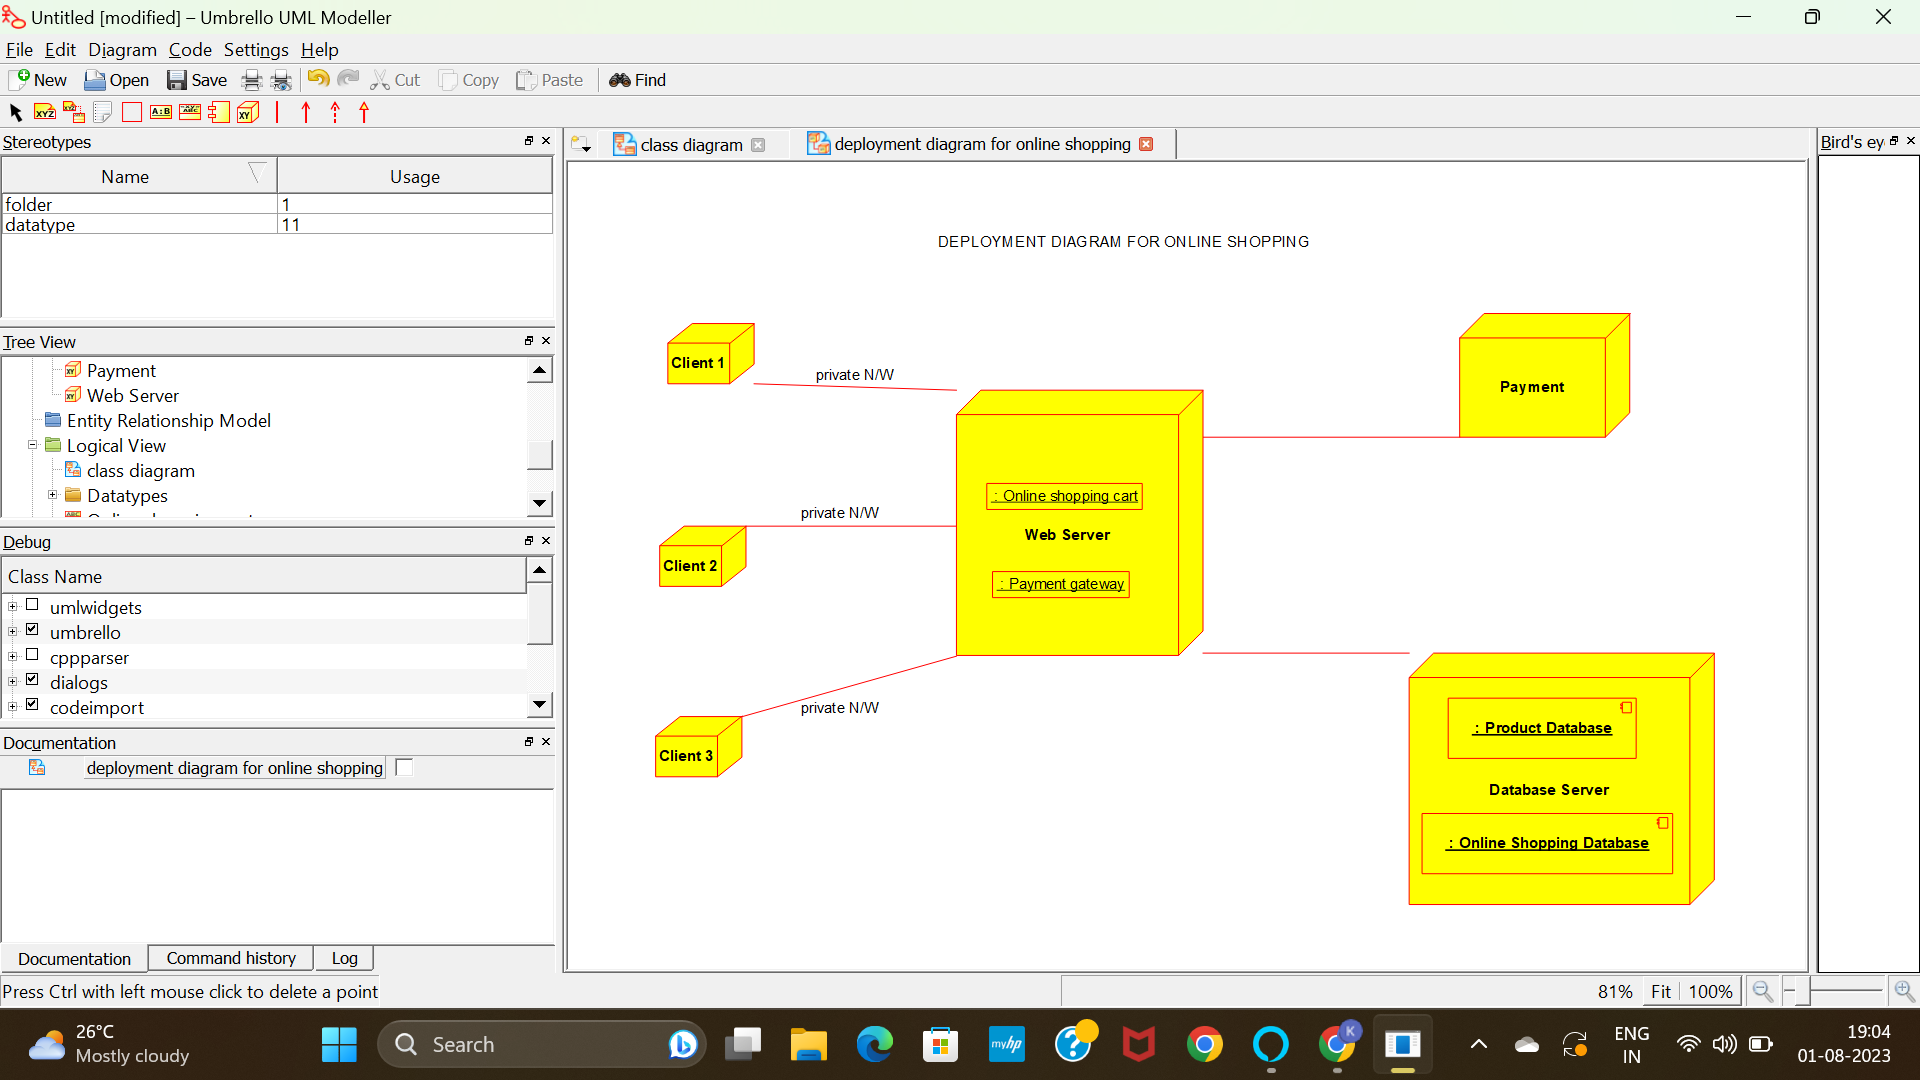 Untitled [modified] – Umbrello UML Modeller
File Edit Diagram Code Settings Help
New Open Save Cut Copy Paste Find
XYZ XYZ A:B ABC XY
Stereotypes
Name Usage
folder 1
datatype 11
Tree View
Payment
Web Server
Entity Relationship Model
Logical View
class diagram
Datatypes
Debug
Class Name
umlwidgets
umbrello
cppparser
dialogs
codeimport
Documentation
deployment diagram for online shopping
Documentation Command history Log
Press Ctrl with left mouse click to delete a point
class diagram deployment diagram for online shopping
DEPLOYMENT DIAGRAM FOR ONLINE SHOPPING
Client 1
private N/W
Payment
: Online shopping cart
private N/W
Web Server
Client 2
: Payment gateway
private N/W
Client 3
: Product Database
Database Server
: Online Shopping Database
Bird's ey
81% Fit 100%
26°C
Mostly cloudy
Search
myhp
K
ENG
IN
19:04
01-08-2023